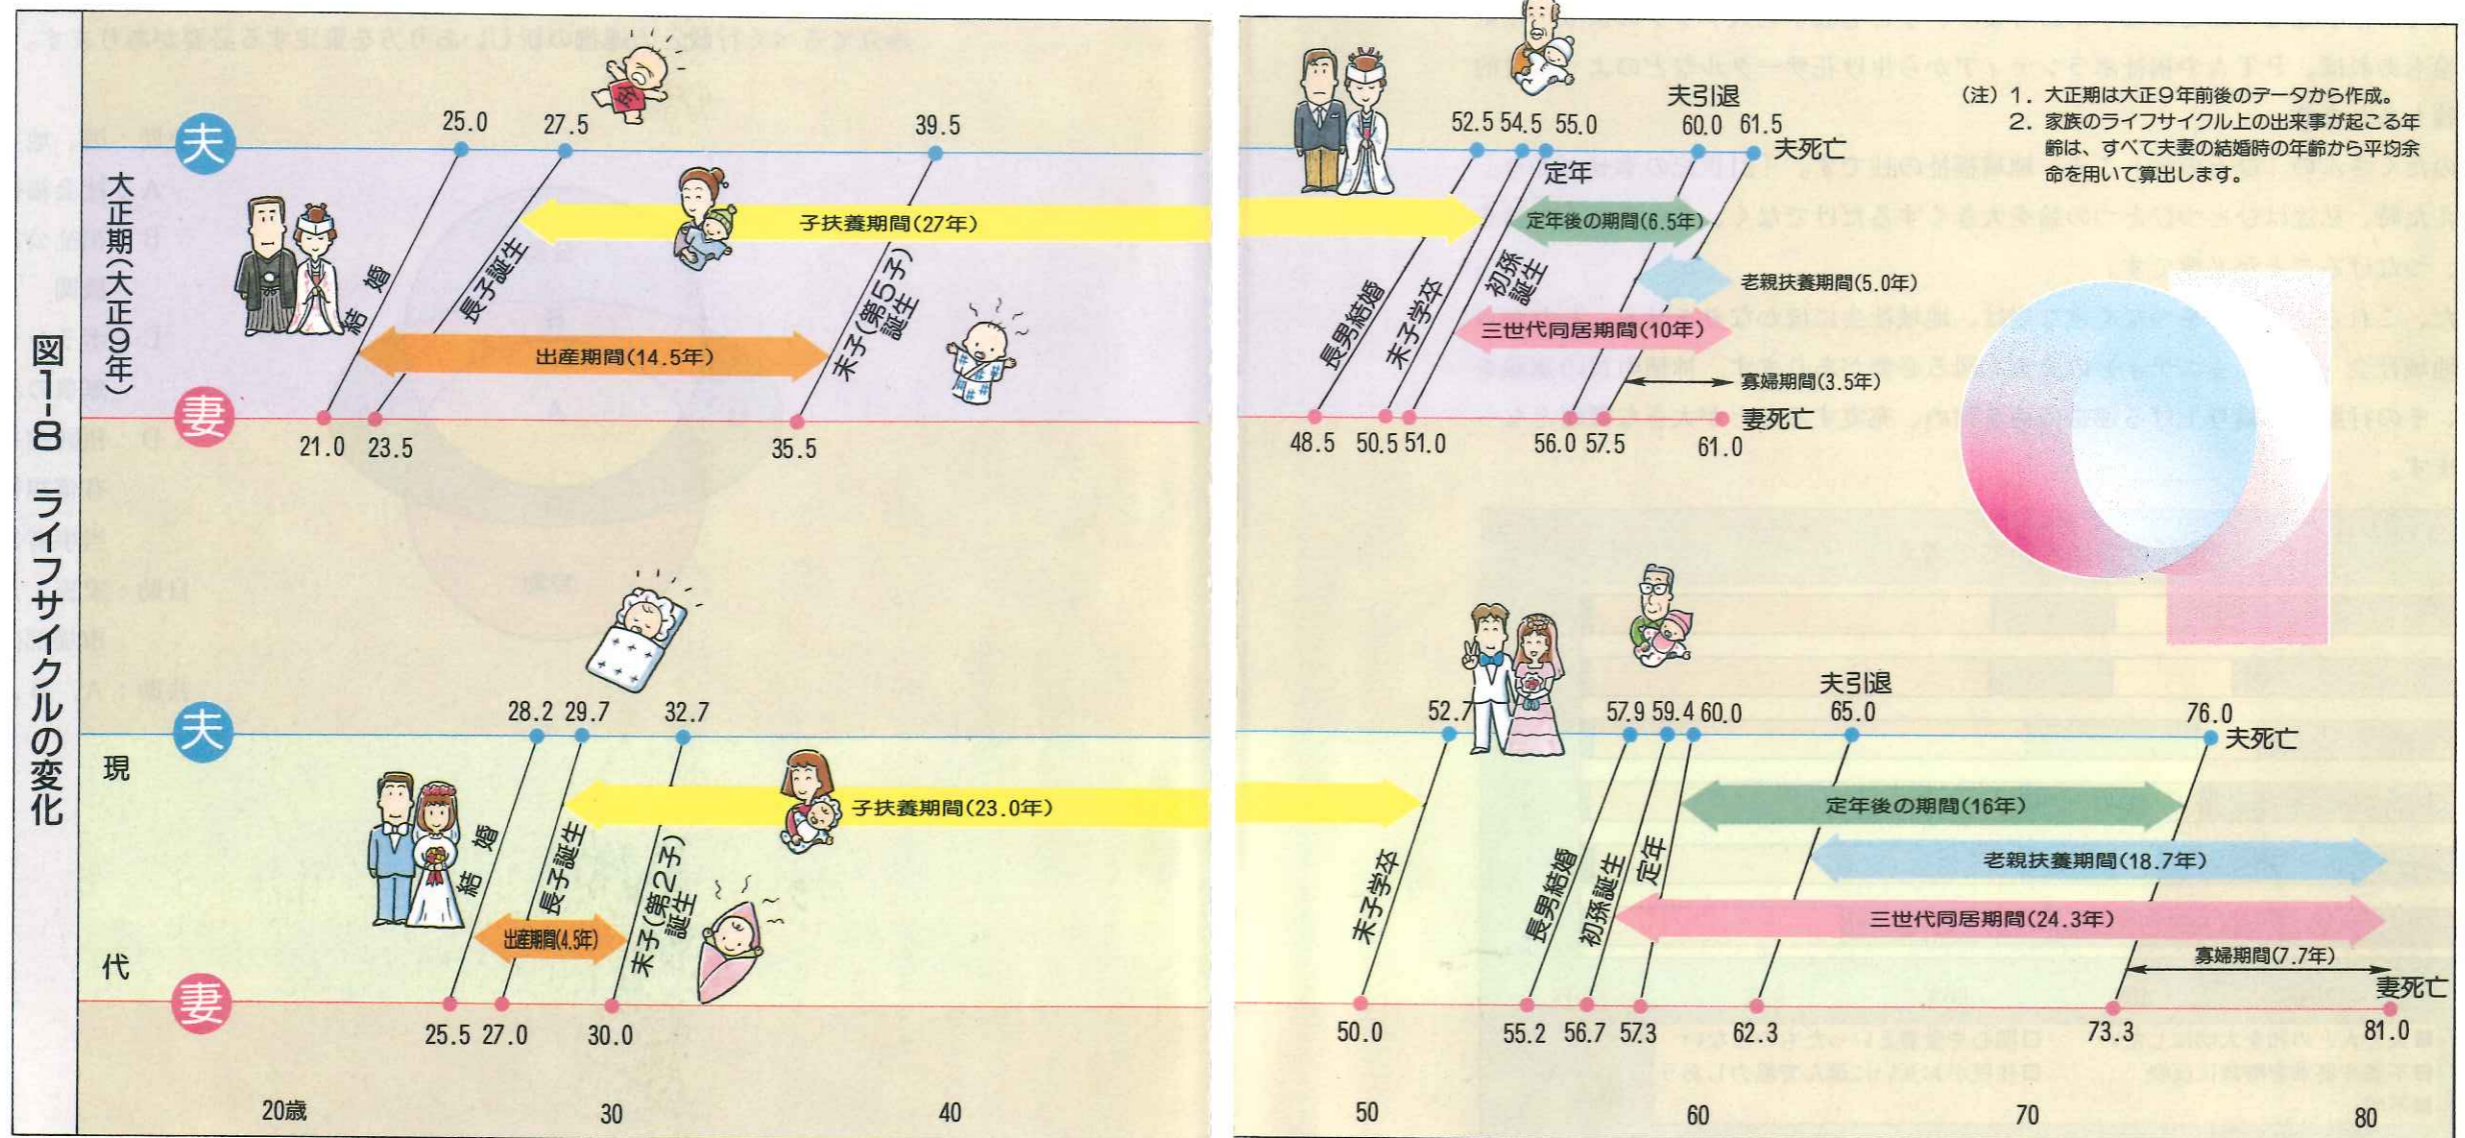 図1-8 ライフサイクルの変化
大正期(大正9年)
夫
25.0 27.5 39.5
52.5 54.5 55.0
夫引退
60.0 61.5
夫死亡
定年
子扶養期間(27年)
定年後の期間(6.5年)
老親扶養期間(5.0年)
三世代同居期間(10年)
寡婦期間(3.5年)
出産期間(14.5年)
結婚
長子誕生
末子(第5子)
誕生
長男結婚
末子学卒
初孫
誕生
妻
21.0 23.5 35.5
48.5 50.5 51.0 56.0 57.5 61.0
妻死亡
(注) 1. 大正期は大正9年前後のデータから作成。
2. 家族のライフサイクル上の出来事が起こる年
齢は、すべて夫妻の結婚時の年齢から平均余
命を用いて算出します。
現代
夫
28.2 29.7 32.7
52.7 57.9 59.4 60.0
夫引退
65.0 76.0
夫死亡
子扶養期間(23.0年)
定年後の期間(16年)
老親扶養期間(18.7年)
三世代同居期間(24.3年)
寡婦期間(7.7年)
出産期間(4.5年)
結婚
長子誕生
末子(第2子)
誕生
末子学卒
長男結婚
初孫誕生
定年
妻
25.5 27.0 30.0
50.0 55.2 56.7 57.3 62.3 73.3 81.0
妻死亡
20歳 30 40 50 60 70 80